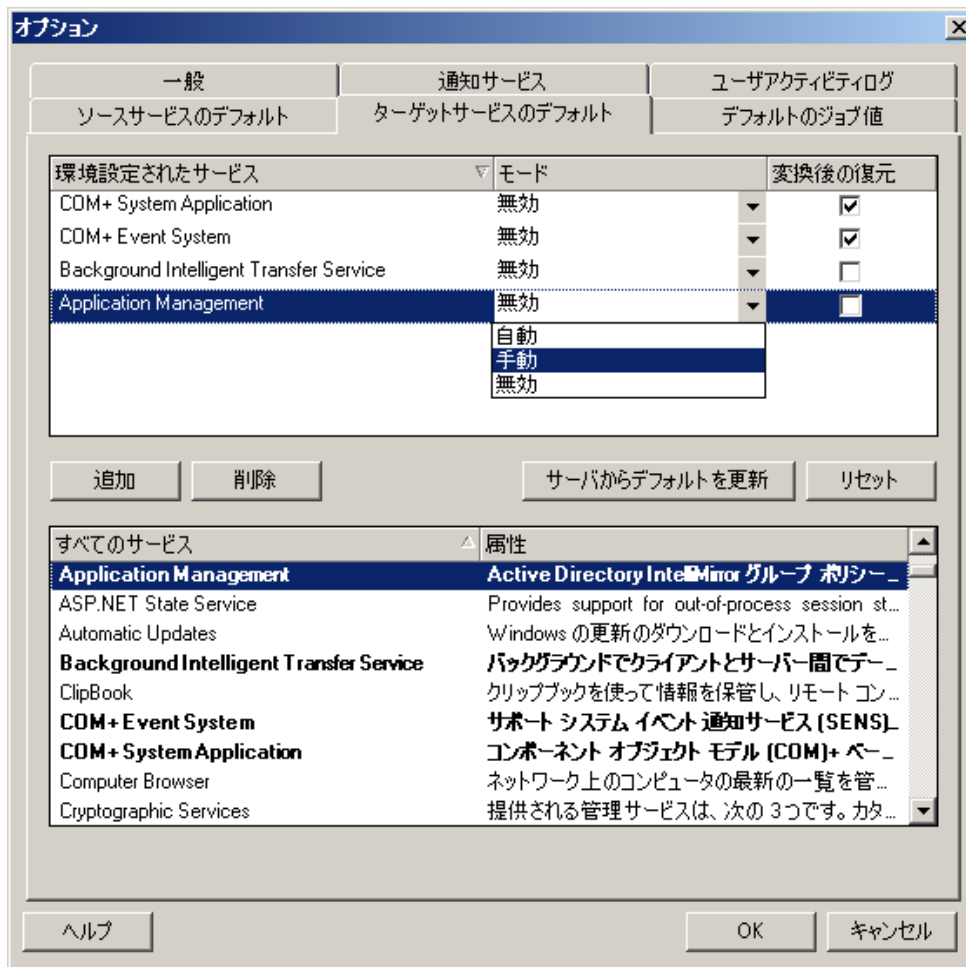 オプション
一般 通知サービス ユーザアクティビティログ
ソースサービスのデフォルト ターゲットサービスのデフォルト デフォルトのジョブ値
環境設定されたサービス モード 変換後の復元
COM+ System Application 無効
COM+ Event System 無効
Background Intelligent Transfer Service 無効
Application Management 無効
自動
手動
無効
追加 削除 サーバからデフォルトを更新 リセット
すべてのサービス 属性
Application Management Active Directory IntelliMirror グループ ポリシー...
ASP.NET State Service Provides support for out-of-process session st...
Automatic Updates Windows の更新のダウンロードとインストールを...
Background Intelligent Transfer Service バックグラウンドでクライアントとサーバー間でデー...
ClipBook クリップブックを使って情報を保管し、リモート コン...
COM+ Event System サポート システム イベント 通知サービス (SENS)...
COM+ System Application コンポーネント オブジェクト モデル (COM)+ ベー...
Computer Browser ネットワーク上のコンピュータの最新の一覧を管...
Cryptographic Services 提供される管理サービスは、次の 3つです。カタ...
ヘルプ OK キャンセル